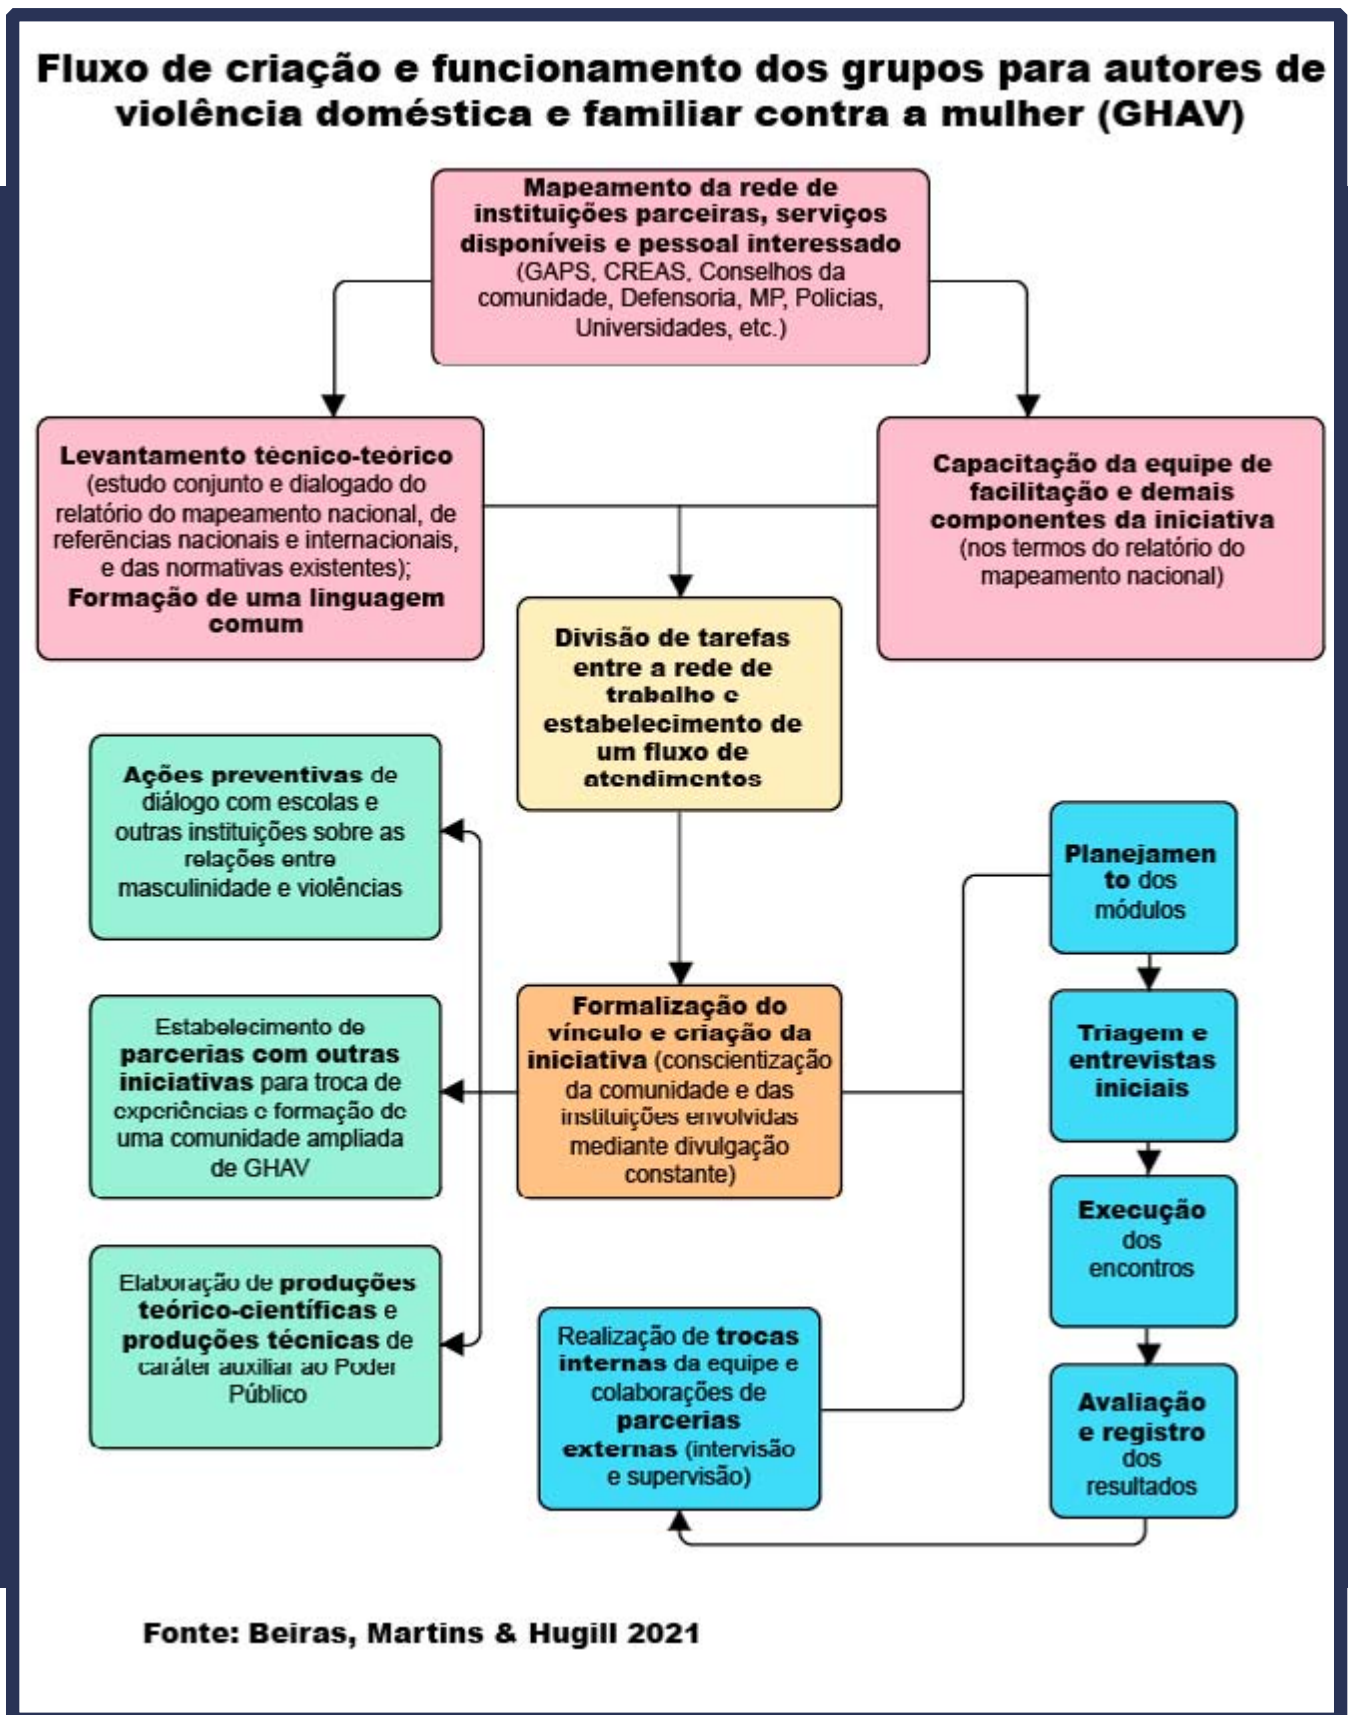 Fluxo de criação e funcionamento dos grupos para autores de
violência doméstica e familiar contra a mulher (GHAV)
Mapeamento da rede de
instituições parceiras, serviços
disponíveis e pessoal interessado
(GAPS, CREAS, Conselhos da
comunidade, Defensoria, MP, Policias,
Universidades, etc.)
Levantamento técnico-teórico
(estudo conjunto e dialogado do
relatório do mapeamento nacional, de
referências nacionais e internacionais,
e das normativas existentes);
Formação de uma linguagem
comum
Capacitação da equipe de
facilitação e demais
componentes da iniciativa
(nos termos do relatório do
mapeamento nacional)
Divisão de tarefas
entre a rede de
trabalho e
estabelecimento de
um fluxo de
atendimentos
Ações preventivas de
diálogo com escolas e
outras instituições sobre as
relações entre
masculinidade e violências
Estabelecimento de
parcerias com outras
iniciativas para troca de
experiências e formação de
uma comunidade ampliada
de GHAV
Elaboração de produções
teórico-científicas e
produções técnicas de
caráter auxiliar ao Poder
Público
Formalização do
vínculo e criação da
iniciativa (conscientização
da comunidade e das
instituições envolvidas
mediante divulgação
constante)
Planejamen
to dos
módulos
Triagem e
entrevistas
iniciais
Execução
dos
encontros
Avaliação
e registro
dos
resultados
Realização de trocas
internas da equipe e
colaborações de
parcerias
externas (intervisão
e supervisão)
Fonte: Beiras, Martins & Hugill 2021